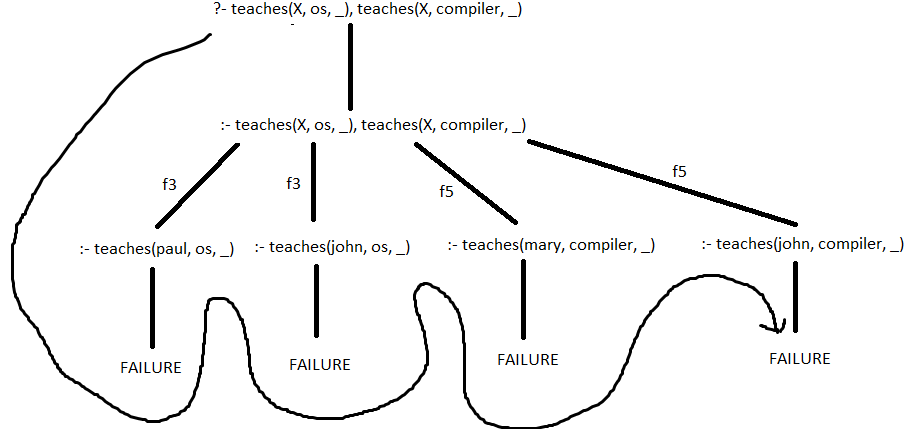 ?- teaches(X, os, _), teaches(X, compiler, _)
:- teaches(X, os, _), teaches(X, compiler, _)
f3
f3
f5
f5
:- teaches(paul, os, _)
:- teaches(john, os, _)
:- teaches(mary, compiler, _)
:- teaches(john, compiler, _)
FAILURE
FAILURE
FAILURE
FAILURE